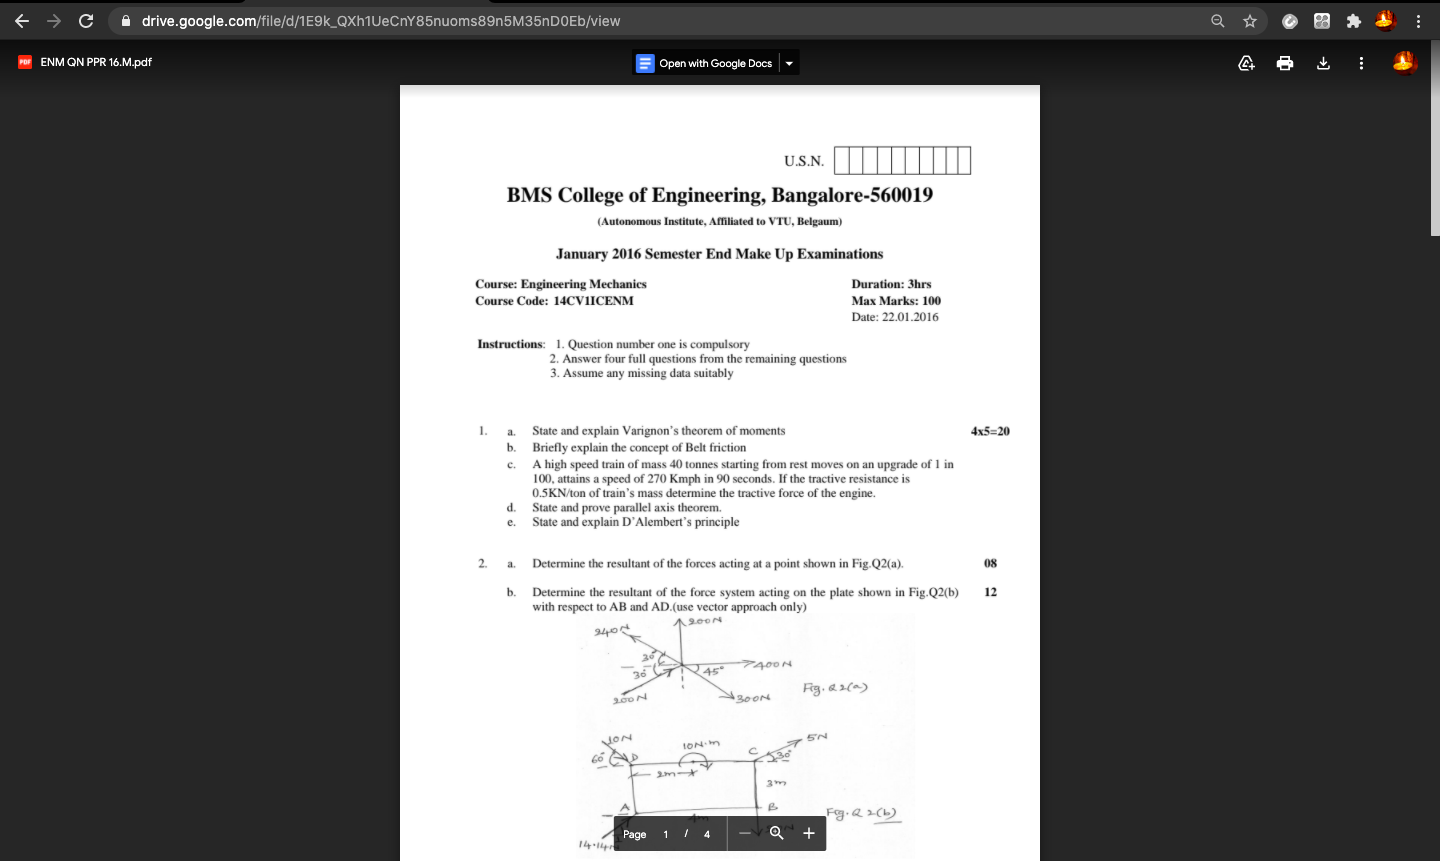 drive.google.com/file/d/1E9k_QXh1UeCnY85nuoms89n5M35nD0Eb/view
PDF ENM QN PPR 16.M.pdf
Open with Google Docs
U.S.N.
BMS College of Engineering, Bangalore-560019
(Autonomous Institute, Affiliated to VTU, Belgaum)
January 2016 Semester End Make Up Examinations
Course: Engineering Mechanics Duration: 3hrs
Course Code: 14CV1ICENM Max Marks: 100
Date: 22.01.2016
Instructions: 1. Question number one is compulsory
2. Answer four full questions from the remaining questions
3. Assume any missing data suitably
1. a. State and explain Varignon's theorem of moments 4x5=20
b. Briefly explain the concept of Belt friction
c. A high speed train of mass 40 tonnes starting from rest moves on an upgrade of 1 in
100, attains a speed of 270 Kmph in 90 seconds. If the tractive resistance is
0.5KN/ton of train's mass determine the tractive force of the engine.
d. State and prove parallel axis theorem.
e. State and explain D'Alembert's principle
2. a. Determine the resultant of the forces acting at a point shown in Fig.Q2(a). 08
b. Determine the resultant of the force system acting on the plate shown in Fig.Q2(b) 12
with respect to AB and AD.(use vector approach only)
200N
240N
30°
400N
30° 45°
Fig. Q2(a)
200N 300N
10N 10N·m C 5N
60° D 30°
2m
3m
A B
Fig. Q 2(b)
4m
Page 1 / 4
14.14N